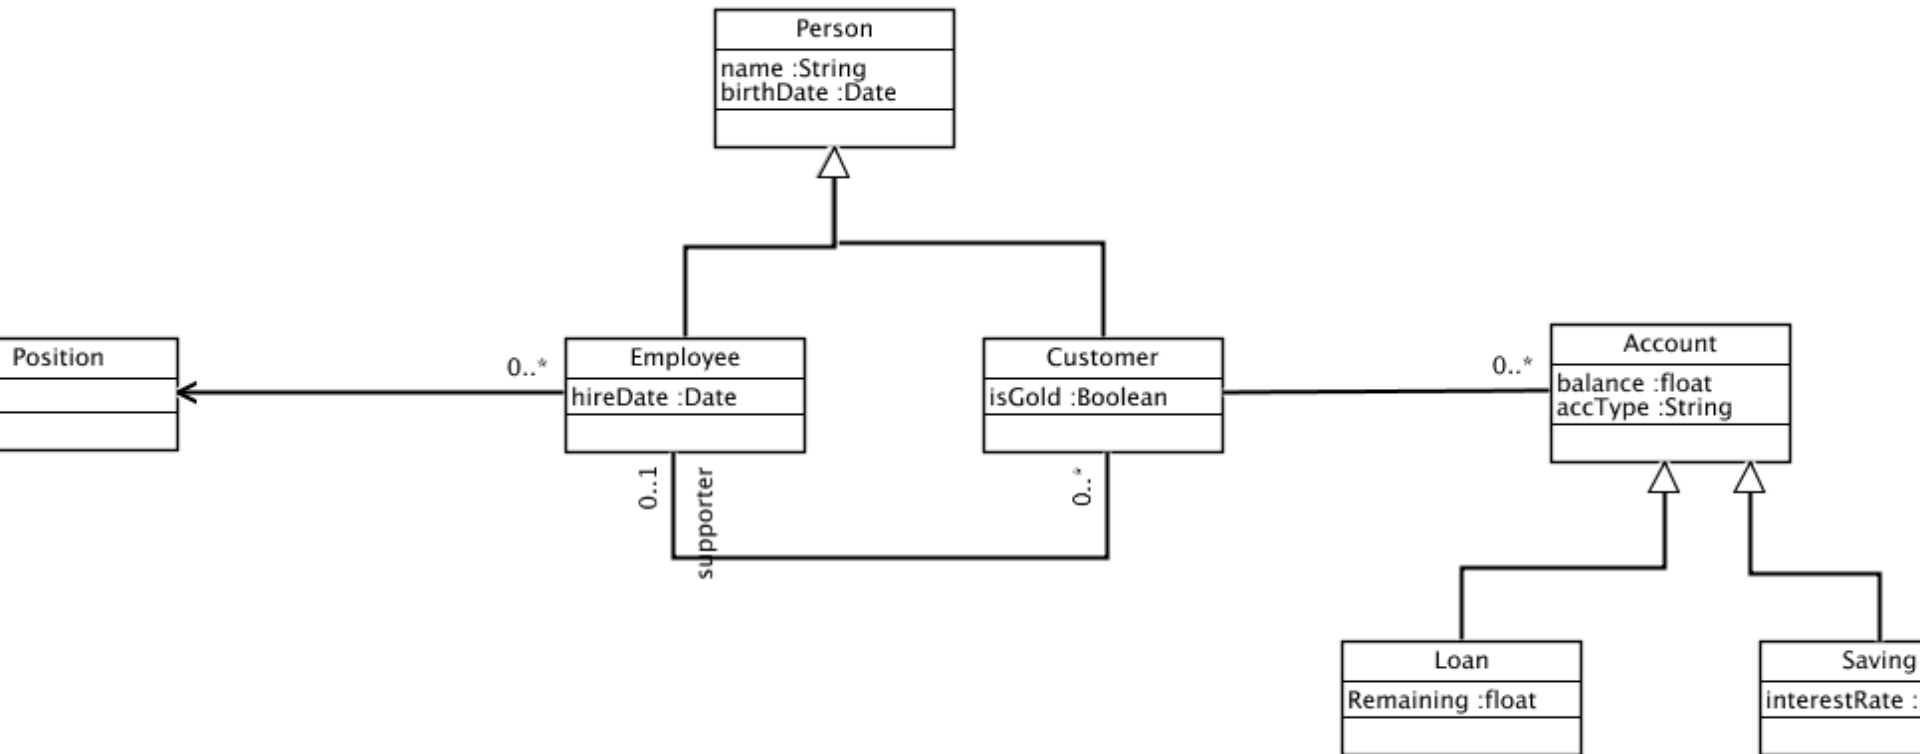 Person
name :String
birthDate :Date
Position
0..*
Employee
hireDate :Date
Customer
isGold :Boolean
0..*
Account
balance :float
accType :String
0..1
supporter
0..*
Loan
Remaining :float
Saving
interestRate :